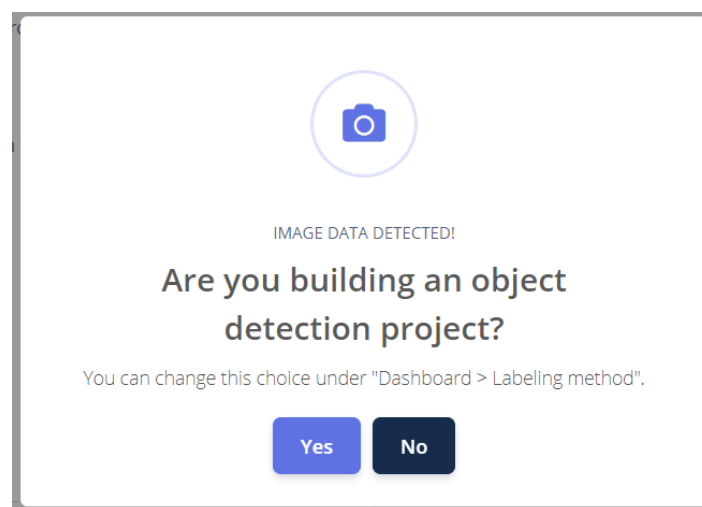 IMAGE DATA DETECTED!
Are you building an object
detection project?
You can change this choice under "Dashboard > Labeling method".
Yes
No